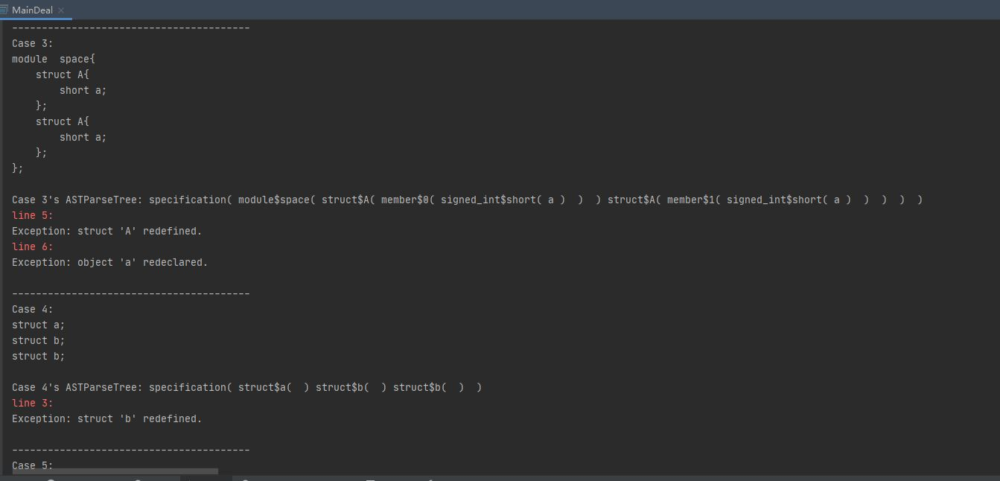 MainDeal
----------------------------------------
Case 3:
module  space{
    struct A{
        short a;
    };
    struct A{
        short a;
    };
};
Case 3's ASTParseTree: specification( module$space( struct$A( member$0( signed_int$short( a )  )  ) struct$A( member$1( signed_int$short( a )  )  )  )  )
line 5:
Exception: struct 'A' redefined.
line 6:
Exception: object 'a' redeclared.
----------------------------------------
Case 4:
struct a;
struct b;
struct b;
Case 4's ASTParseTree: specification( struct$a(  ) struct$b(  ) struct$b(  )  )
line 3:
Exception: struct 'b' redefined.
----------------------------------------
Case 5: